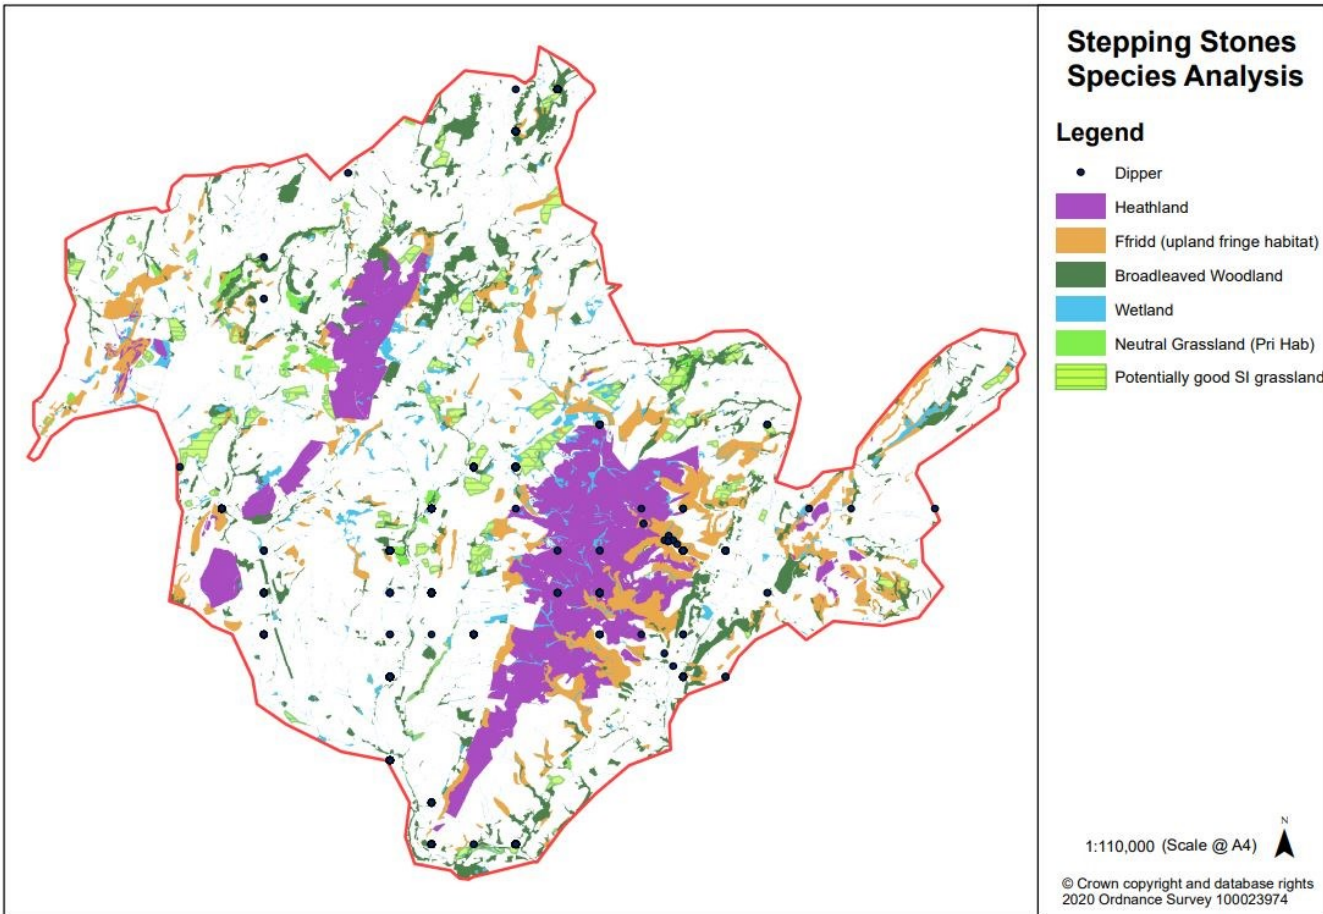 Stepping Stones
Species Analysis
Legend
Dipper
Heathland
Ffridd (upland fringe habitat)
Broadleaved Woodland
Wetland
Neutral Grassland (Pri Hab)
Potentially good SI grassland
N
1:110,000 (Scale @ A4)
© Crown copyright and database rights
2020 Ordnance Survey 100023974